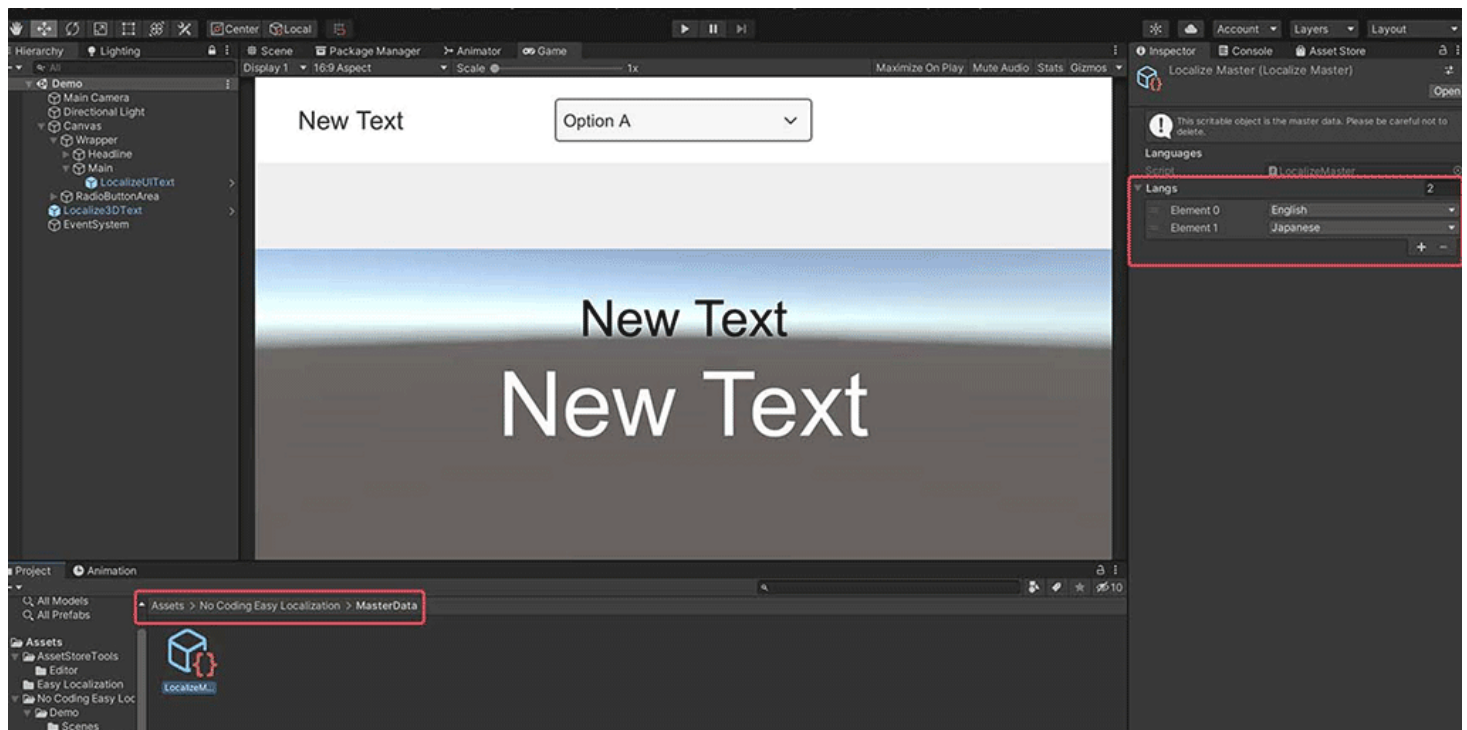 Center Local
Account Layers Layout
Hierarchy Lighting
Scene Package Manager Animator Game
Inspector Console Asset Store
All
Display 1 16:9 Aspect Scale 1x Maximize On Play Mute Audio Stats Gizmos
Demo
Main Camera
Directional Light
Canvas
Wrapper
Headline
Main
LocalizeUIText
RadioButtonArea
Localize3DText
EventSystem
New Text
Option A
New Text
New Text
Localize Master (Localize Master)
Open
This scritable object is the master data. Please be careful not to
delete.
Languages
Script LocalizeMaster
Langs 2
Element 0 English
Element 1 Japanese
+ −
Project Animation
10
All Models
All Prefabs
Assets > No Coding Easy Localization > MasterData
Assets
AssetStoreTools
Editor
Easy Localization
No Coding Easy Loc
Demo
Scenes
LocalizeM...